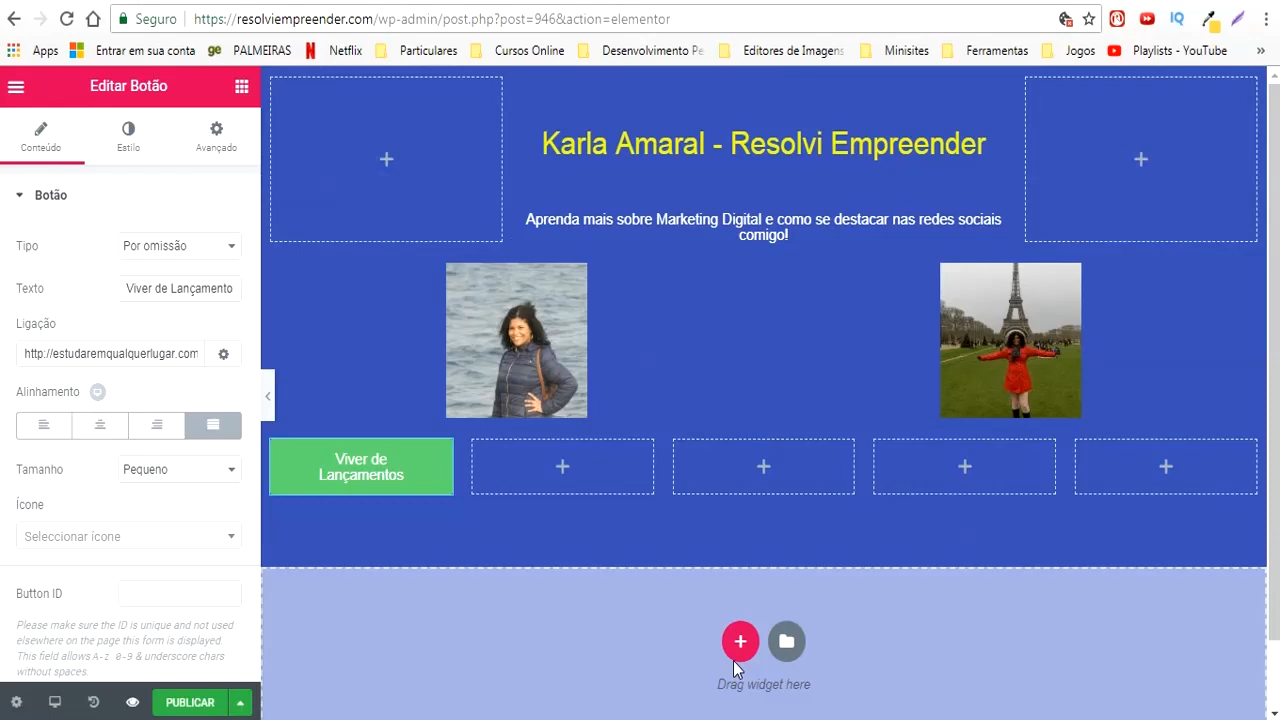 Seguro
https://resolviempreender.com/wp-admin/post.php?post=946&action=elementor
Apps
Entrar em sua conta
PALMEIRAS
Netflix
Particulares
Cursos Online
Desenvolvimento Pe
Editores de Imagens
Minisites
Ferramentas
Jogos
Playlists - YouTube
»
Editar Botão
Conteúdo
Estilo
Avançado
Botão
Tipo
Por omissão
Texto
Viver de Lançamento
Ligação
http://estudaremqualquerlugar.com
Alinhamento
Tamanho
Pequeno
Ícone
Seleccionar ícone
Button ID
Please make sure the ID is unique and not used
elsewhere on the page this form is displayed.
This field allows A-z 0-9 & underscore chars
without spaces.
PUBLICAR
Karla Amaral - Resolvi Empreender
Aprenda mais sobre Marketing Digital e como se destacar nas redes sociais
comigo!
Viver de
Lançamentos
Drag widget here